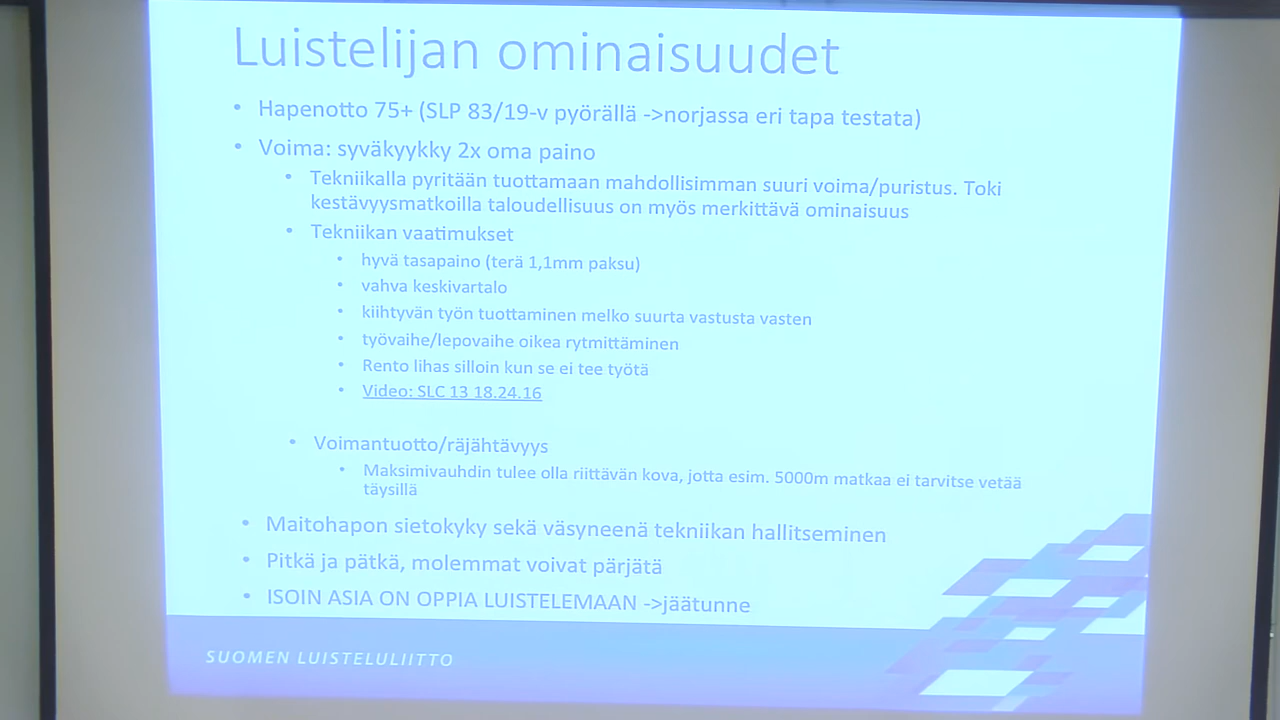 Luistelijan ominaisuudet
• Hapenotto 75+ (SLP 83/19-v pyörällä ->norjassa eri tapa testata)
• Voima: syväkyykky 2x oma paino
• Tekniikalla pyritään tuottamaan mahdollisimman suuri voima/puristus. Toki
kestävyysmatkoilla taloudellisuus on myös merkittävä ominaisuus
• Tekniikan vaatimukset
• hyvä tasapaino (terä 1,1mm paksu)
• vahva keskivartalo
• kiihtyvän työn tuottaminen melko suurta vastusta vasten
• työvaihe/lepovaihe oikea rytmittäminen
• Rento lihas silloin kun se ei tee työtä
• Video: SLC 13 18.24.16
• Voimantuotto/räjähtävyys
• Maksimivauhdin tulee olla riittävän kova, jotta esim. 5000m matkaa ei tarvitse vetää
täysillä
• Maitohapon sietokyky sekä väsyneenä tekniikan hallitseminen
• Pitkä ja pätkä, molemmat voivat pärjätä
• ISOIN ASIA ON OPPIA LUISTELEMAAN ->jäätunne
SUOMEN LUISTELULIITTO